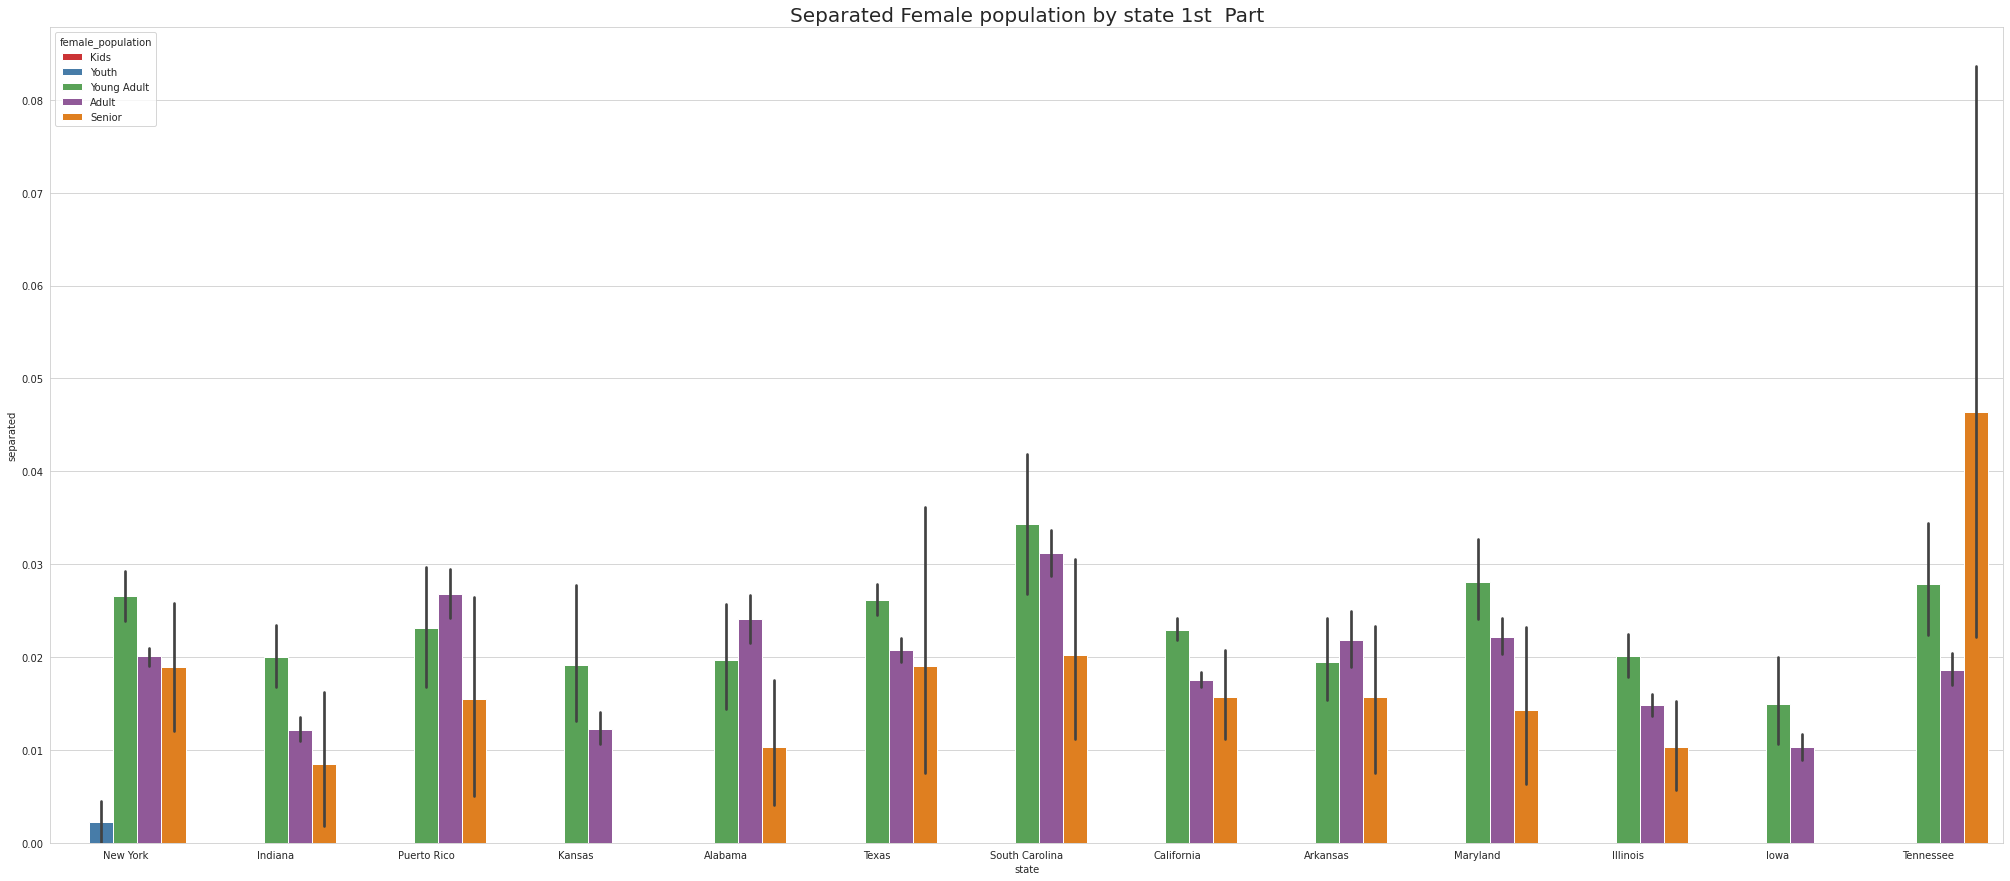 Separated Female population by state 1st  Part
female_population
Kids
Youth
Young Adult
Adult
Senior
0.08
0.07
0.06
0.05
0.04
0.03
0.02
0.01
0.00
separated
New York Indiana Puerto Rico Kansas Alabama Texas South Carolina California Arkansas Maryland Illinois Iowa Tennessee
state